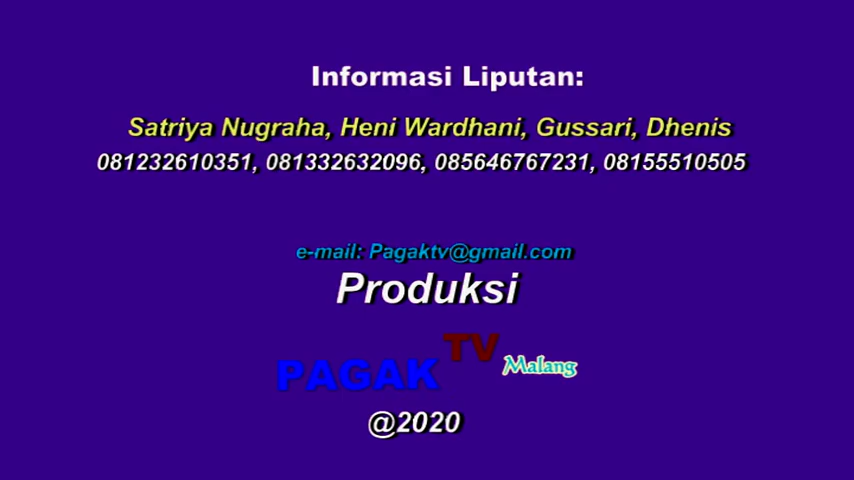 Informasi Liputan:
Satriya Nugraha, Heni Wardhani, Gussari, Dhenis
081232610351, 081332632096, 085646767231, 08155510505
e-mail: Pagaktv@gmail.com
Produksi
PAGAK TV Malang
@2020